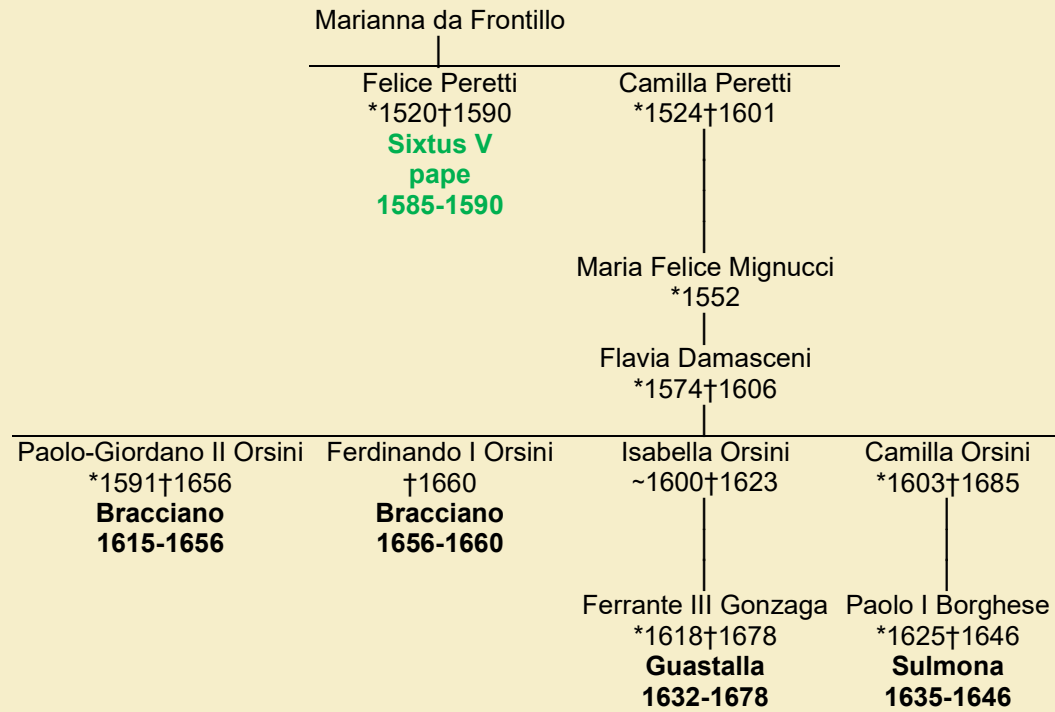 Marianna da Frontillo
Felice Peretti Camilla Peretti
*1520†1590 *1524†1601
Sixtus V
pape
1585-1590
Maria Felice Mignucci
*1552
Flavia Damasceni
*1574†1606
Paolo-Giordano II Orsini Ferdinando I Orsini Isabella Orsini Camilla Orsini
*1591†1656 †1660 ~1600†1623 *1603†1685
Bracciano Bracciano
1615-1656 1656-1660
Ferrante III Gonzaga Paolo I Borghese
*1618†1678 *1625†1646
Guastalla Sulmona
1632-1678 1635-1646